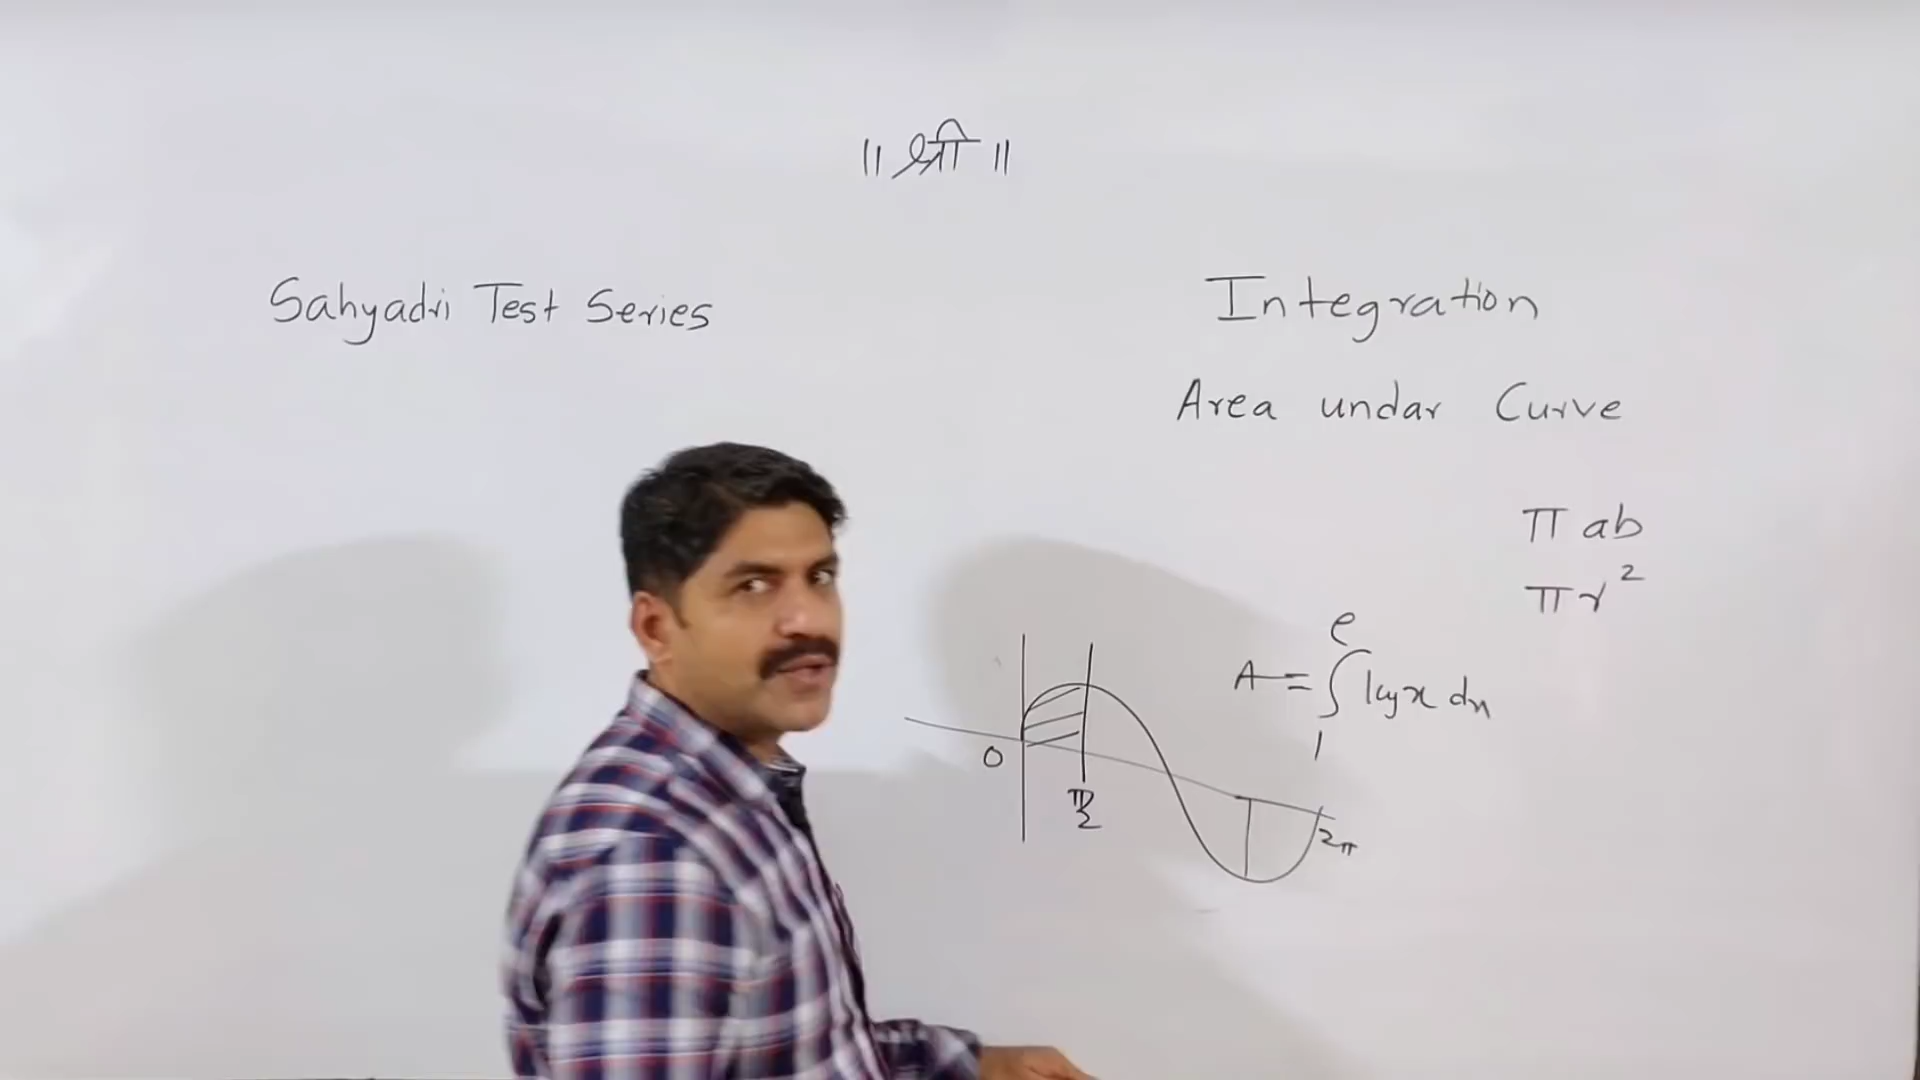 ॥ श्री ॥
Sahyadri Test Series
Integration
Area undar Curve
π ab
π r²
A = ∫₁ᵉ log x dx
0
π/2
2π